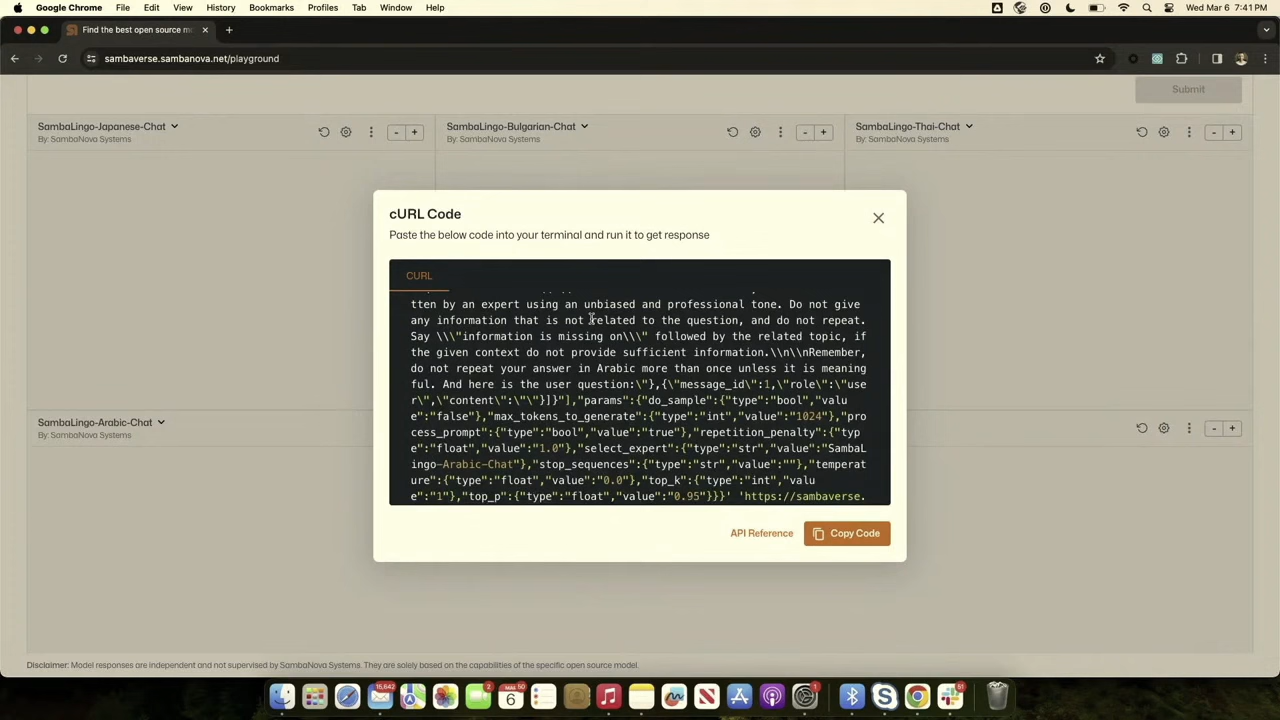 Google Chrome File Edit View History Bookmarks Profiles Tab Window Help Wed Mar 6 7:41 PM
Find the best open source m
sambaverse.sambanova.net/playground
Submit
SambaLingo-Japanese-Chat
By: SambaNova Systems
- +
SambaLingo-Bulgarian-Chat
By: SambaNova Systems
- +
SambaLingo-Thai-Chat
By: SambaNova Systems
- +
cURL Code
Paste the below code into your terminal and run it to get response
CURL
tten by an expert using an unbiased and professional tone. Do not give
any information that is not related to the question, and do not repeat.
Say \\\"information is missing on\\\" followed by the related topic, if
the given context do not provide sufficient information.\\n\\nRemember,
do not repeat your answer in Arabic more than once unless it is meaning
ful. And here is the user question:\"},{\"message_id\":1,\"role\":\"use
r\",\"content\":\"\"}]}"],"params":{"do_sample":{"type":"bool","valu
e":"false"},"max_tokens_to_generate":{"type":"int","value":"1024"},"pro
cess_prompt":{"type":"bool","value":"true"},"repetition_penalty":{"typ
e":"float","value":"1.0"},"select_expert":{"type":"str","value":"SambaL
ingo-Arabic-Chat"},"stop_sequences":{"type":"str","value":""},"temperat
ure":{"type":"float","value":"0.0"},"top_k":{"type":"int","valu
e":"1"},"top_p":{"type":"float","value":"0.95"}}}' 'https://sambaverse.
API Reference
Copy Code
SambaLingo-Arabic-Chat
By: SambaNova Systems
- +
Disclaimer: Model responses are independent and not supervised by SambaNova Systems. They are solely based on the capabilities of the specific open source model.
15,642
2
6
1
51